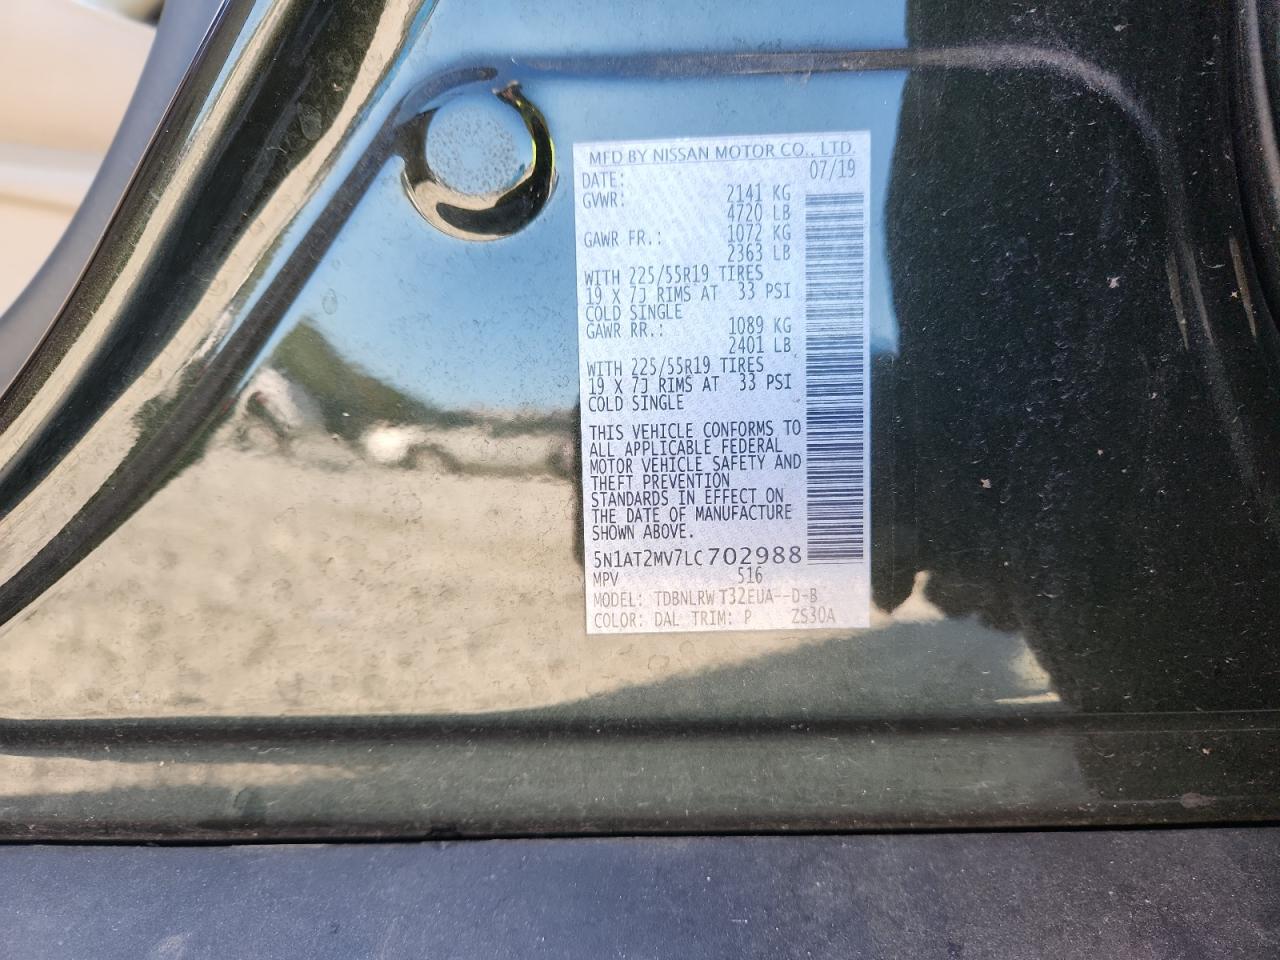 MFD BY NISSAN MOTOR CO., LTD.
DATE: 07/19
GVWR: 2141 KG
4720 LB
GAWR FR.: 1072 KG
2363 LB
WITH 225/55R19 TIRES
19 X 7J RIMS AT 33 PSI
COLD SINGLE
GAWR RR.: 1089 KG
2401 LB
WITH 225/55R19 TIRES
19 X 7J RIMS AT 33 PSI
COLD SINGLE
THIS VEHICLE CONFORMS TO
ALL APPLICABLE FEDERAL
MOTOR VEHICLE SAFETY AND
THEFT PREVENTION
STANDARDS IN EFFECT ON
THE DATE OF MANUFACTURE
SHOWN ABOVE.
5N1AT2MV7LC702988
MPV 516
MODEL: TDBNLRW T32EUA--D-B
COLOR: DAL TRIM: P ZS30A